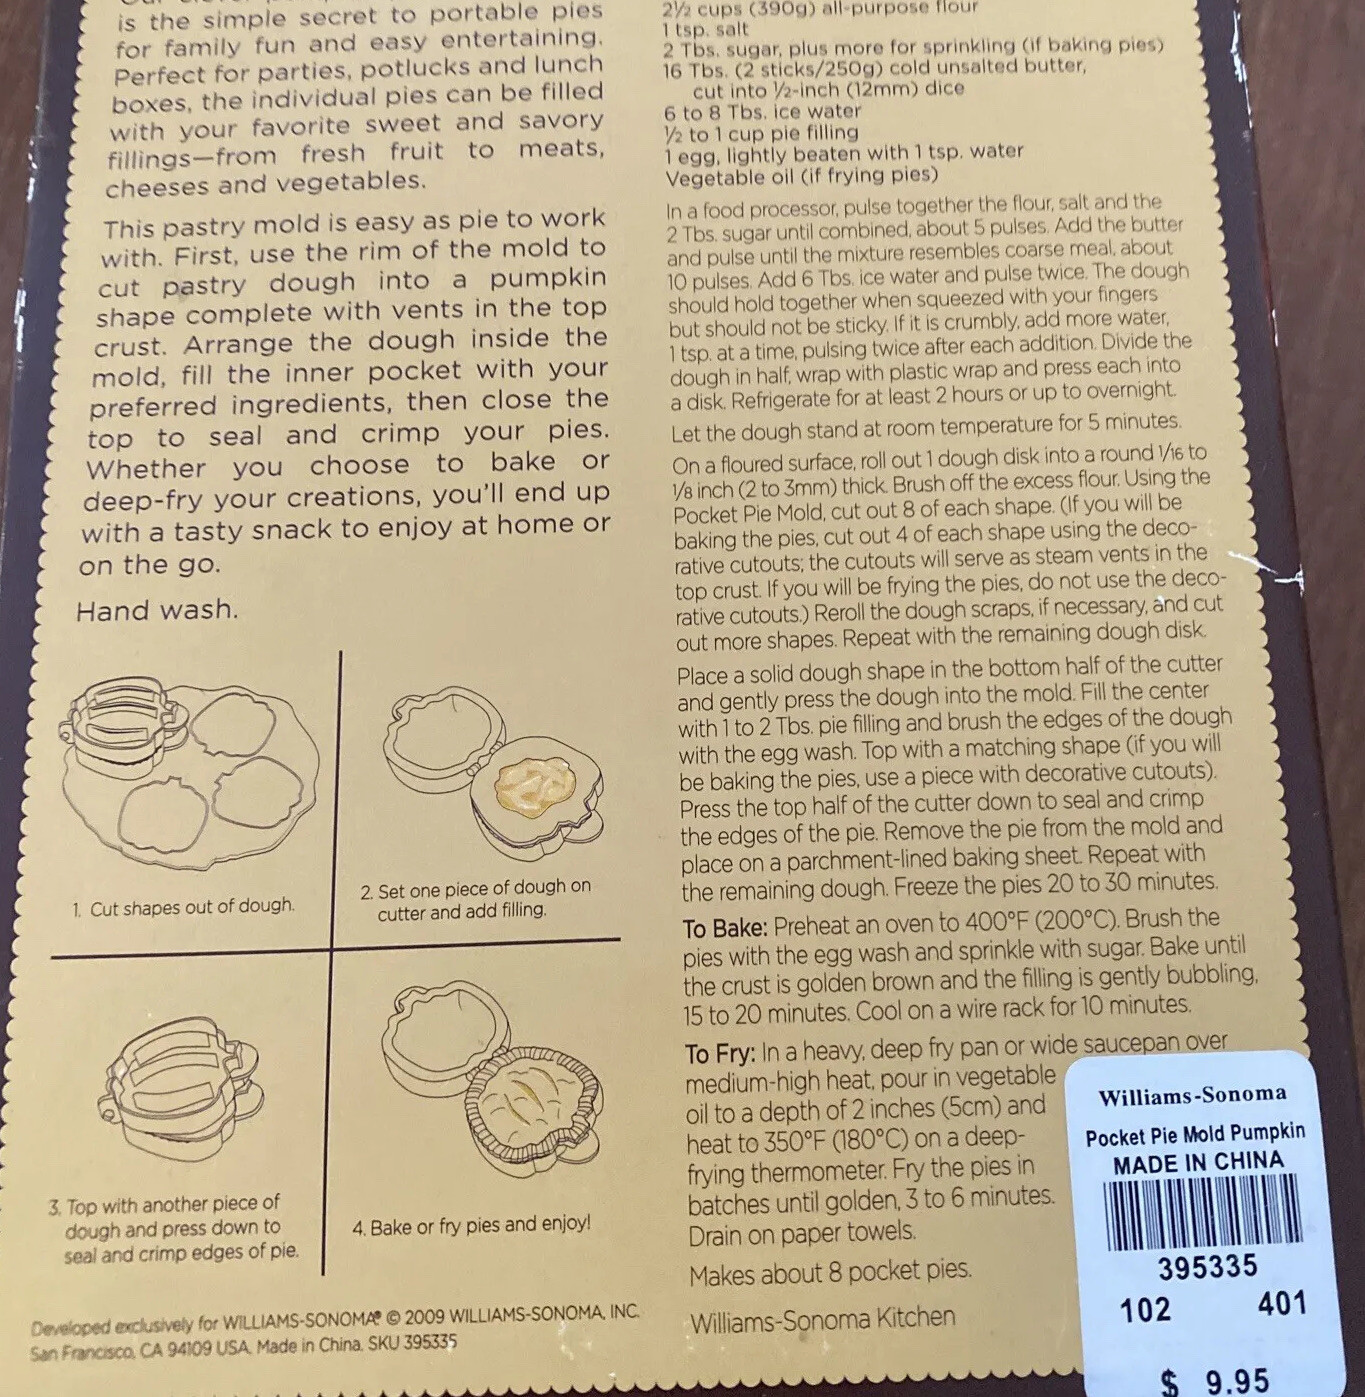 is the simple secret to portable pies
for family fun and easy entertaining.
Perfect for parties, potlucks and lunch
boxes, the individual pies can be filled
with your favorite sweet and savory
fillings—from fresh fruit to meats,
cheeses and vegetables.
This pastry mold is easy as pie to work
with. First, use the rim of the mold to
cut pastry dough into a pumpkin
shape complete with vents in the top
crust. Arrange the dough inside the
mold, fill the inner pocket with your
preferred ingredients, then close the
top to seal and crimp your pies.
Whether you choose to bake or
deep-fry your creations, you'll end up
with a tasty snack to enjoy at home or
on the go.
Hand wash.
1. Cut shapes out of dough.
2. Set one piece of dough on
cutter and add filling.
3. Top with another piece of
dough and press down to
seal and crimp edges of pie.
4. Bake or fry pies and enjoy!
Developed exclusively for WILLIAMS-SONOMA® © 2009 WILLIAMS-SONOMA, INC.
San Francisco, CA 94109 USA. Made in China. SKU 395335
2½ cups (390g) all-purpose flour
1 tsp. salt
2 Tbs. sugar, plus more for sprinkling (if baking pies)
16 Tbs. (2 sticks/250g) cold unsalted butter,
cut into ½-inch (12mm) dice
6 to 8 Tbs. ice water
½ to 1 cup pie filling
1 egg, lightly beaten with 1 tsp. water
Vegetable oil (if frying pies)
In a food processor, pulse together the flour, salt and the
2 Tbs. sugar until combined, about 5 pulses. Add the butter
and pulse until the mixture resembles coarse meal, about
10 pulses. Add 6 Tbs. ice water and pulse twice. The dough
should hold together when squeezed with your fingers
but should not be sticky. If it is crumbly, add more water,
1 tsp. at a time, pulsing twice after each addition. Divide the
dough in half, wrap with plastic wrap and press each into
a disk. Refrigerate for at least 2 hours or up to overnight.
Let the dough stand at room temperature for 5 minutes.
On a floured surface, roll out 1 dough disk into a round 1/16 to
1/8 inch (2 to 3mm) thick. Brush off the excess flour. Using the
Pocket Pie Mold, cut out 8 of each shape. (If you will be
baking the pies, cut out 4 of each shape using the deco-
rative cutouts; the cutouts will serve as steam vents in the
top crust. If you will be frying the pies, do not use the deco-
rative cutouts.) Reroll the dough scraps, if necessary, and cut
out more shapes. Repeat with the remaining dough disk.
Place a solid dough shape in the bottom half of the cutter
and gently press the dough into the mold. Fill the center
with 1 to 2 Tbs. pie filling and brush the edges of the dough
with the egg wash. Top with a matching shape (if you will
be baking the pies, use a piece with decorative cutouts).
Press the top half of the cutter down to seal and crimp
the edges of the pie. Remove the pie from the mold and
place on a parchment-lined baking sheet. Repeat with
the remaining dough. Freeze the pies 20 to 30 minutes.
To Bake: Preheat an oven to 400°F (200°C). Brush the
pies with the egg wash and sprinkle with sugar. Bake until
the crust is golden brown and the filling is gently bubbling,
15 to 20 minutes. Cool on a wire rack for 10 minutes.
To Fry: In a heavy, deep fry pan or wide saucepan over
medium-high heat, pour in vegetable
oil to a depth of 2 inches (5cm) and
heat to 350°F (180°C) on a deep-
frying thermometer. Fry the pies in
batches until golden, 3 to 6 minutes.
Drain on paper towels.
Makes about 8 pocket pies.
Williams-Sonoma Kitchen
Williams-Sonoma
Pocket Pie Mold Pumpkin
MADE IN CHINA
395335
102 401
$ 9.95